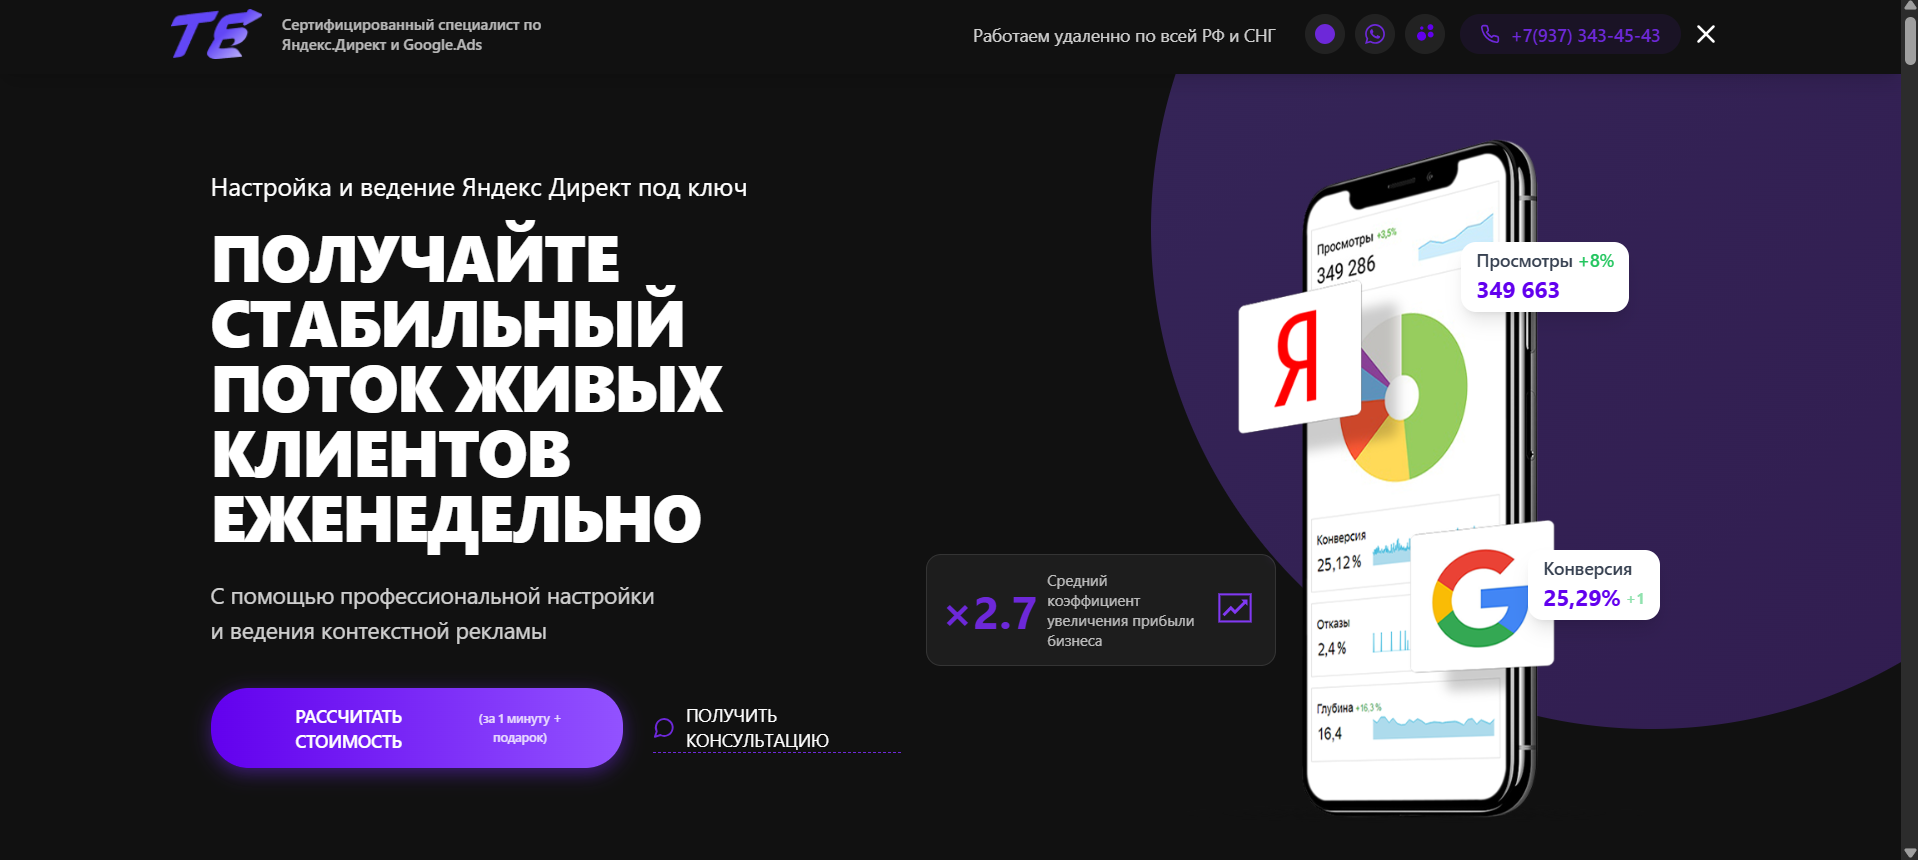 TE
Сертифицированный специалист по
Яндекс.Директ и Google.Ads
Работаем удаленно по всей РФ и СНГ
+7(937) 343-45-43
Настройка и ведение Яндекс Директ под ключ
ПОЛУЧАЙТЕ
СТАБИЛЬНЫЙ
ПОТОК ЖИВЫХ
КЛИЕНТОВ
ЕЖЕНЕДЕЛЬНО
С помощью профессиональной настройки
и ведения контекстной рекламы
РАССЧИТАТЬ
СТОИМОСТЬ
(за 1 минуту +
подарок)
ПОЛУЧИТЬ
КОНСУЛЬТАЦИЮ
×2.7
Средний
коэффициент
увеличения прибыли
бизнеса
Просмотры +3,5%
349 286
Просмотры +8%
349 663
Я
Конверсия
25,12 %
G
Конверсия
25,29% +1
Отказы
2,4 %
Глубина +16,3 %
16,4